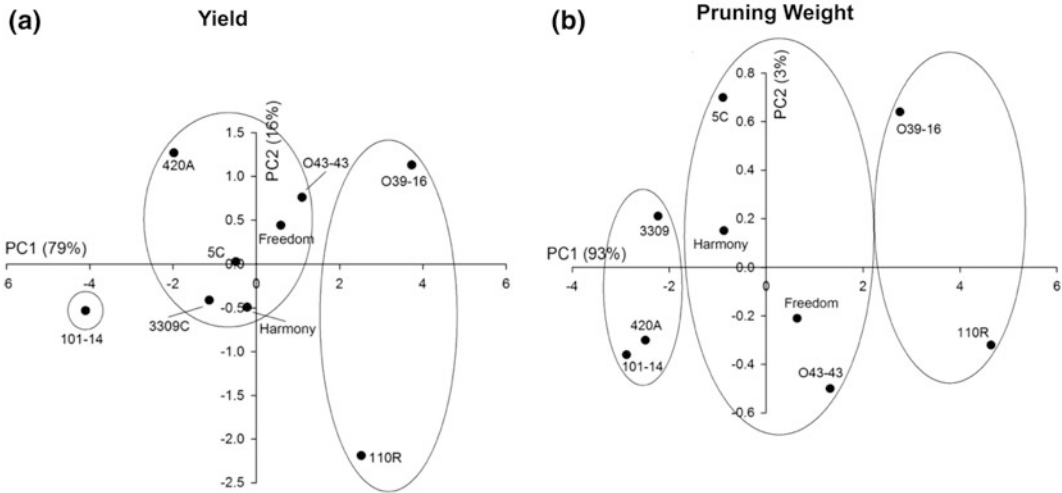 (a)
Yield
PC2 (16%)
1.5
1.0
0.5
0.0
-0.5
-1.0
-1.5
-2.0
-2.5
420A
O43-43
O39-16
Freedom
5C
PC1 (79%)
6
-4
-2
0
2
4
6
101-14
3309C
Harmony
110R
(b)
Pruning Weight
PC2 (3%)
0.8
0.6
0.4
0.2
0.0
-0.2
-0.4
-0.6
5C
O39-16
3309
Harmony
PC1 (93%)
-4
-2
0
2
4
6
Freedom
420A
101-14
110R
O43-43